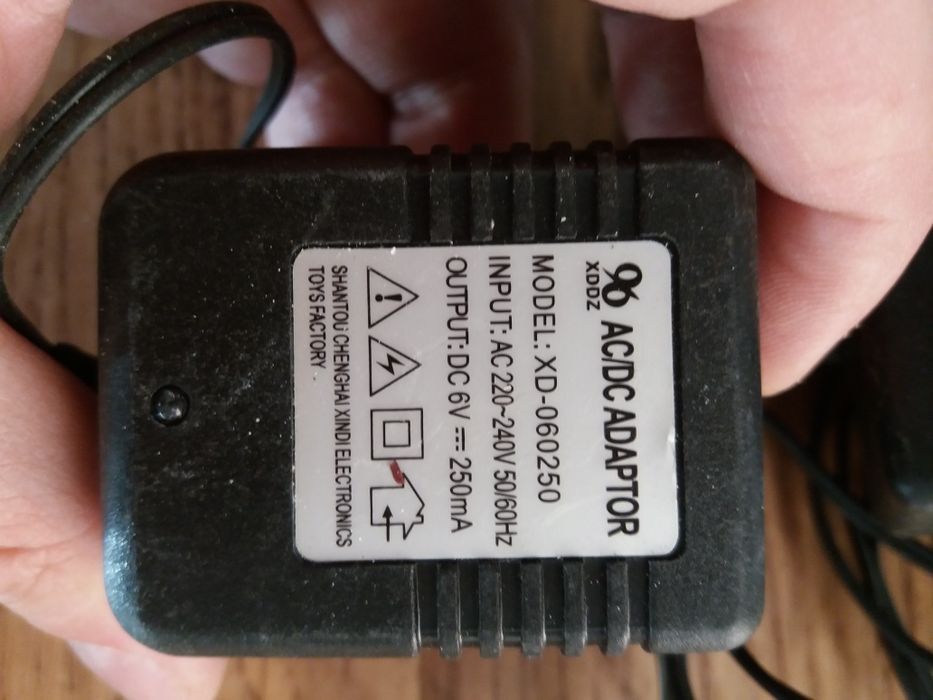 AC/DC ADAPTOR
XDDZ
MODEL: XD-060250
INPUT: AC 220~240V 50/60Hz
OUTPUT: DC 6V ⎓ 250mA
SHANTOU CHENGHAI XINDI ELECTRONICS
TOYS FACTORY